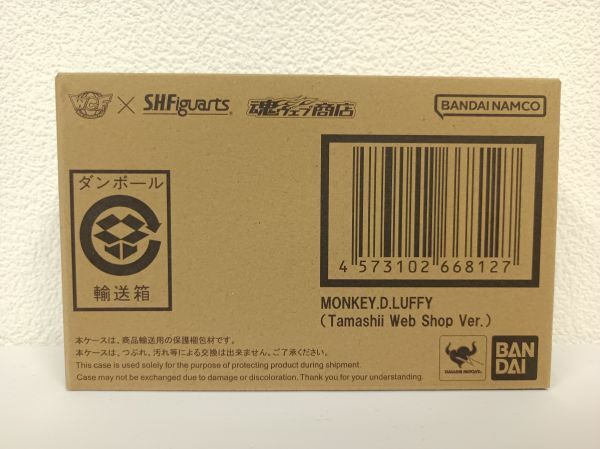 WCF × S.H.Figuarts 魂ウェブ商店
BANDAI NAMCO
ダンボール
輸送箱
4 573102 668127
MONKEY.D.LUFFY
(Tamashii Web Shop Ver.)
本ケースは、商品輸送用の保護梱包材です。
本ケースは、つぶれ、汚れ等による交換は出来ません。ご了承ください。
This case is used solely for the purpose of protecting product during shipment.
Case may not be exchanged due to damage or discoloration. Thank you for your understanding.
TAMASHII NATIONS
BAN
DAI